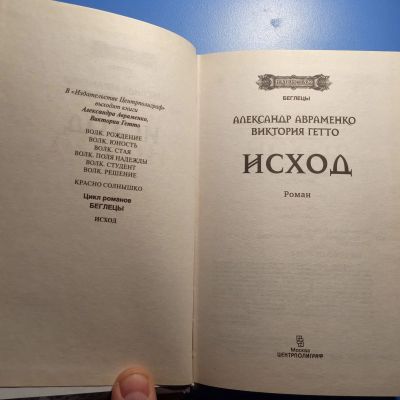 В «Издательстве Центрполиграф»
выходят книги
Александра Авраменко,
Виктории Гетто
ВОЛК. РОЖДЕНИЕ
ВОЛК. ЮНОСТЬ
ВОЛК. СТАЯ
ВОЛК. ПОЛЯ НАДЕЖДЫ
ВОЛК. СТУДЕНТ
ВОЛК. РЕШЕНИЕ
КРАСНО СОЛНЫШКО
Цикл романов
БЕГЛЕЦЫ
ИСХОД
БЕГЛЕЦЫ
АЛЕКСАНДР АВРАМЕНКО
ВИКТОРИЯ ГЕТТО
ИСХОД
Роман
Москва
ЦЕНТРПОЛИГРАФ